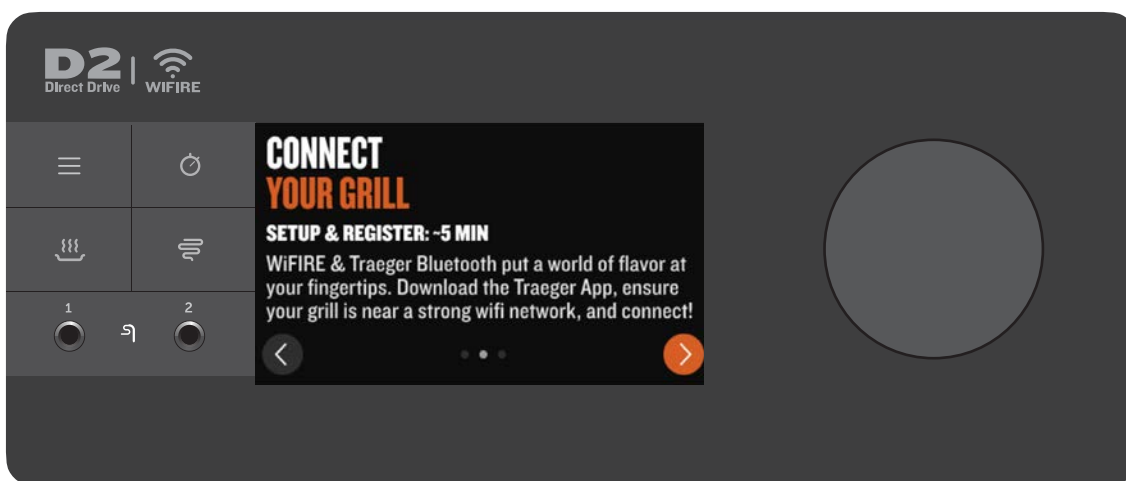 D2
Direct Drive
WIFIRE
CONNECT
YOUR GRILL
SETUP & REGISTER: ~5 MIN
WiFIRE & Traeger Bluetooth put a world of flavor at
your fingertips. Download the Traeger App, ensure
your grill is near a strong wifi network, and connect!
1
2